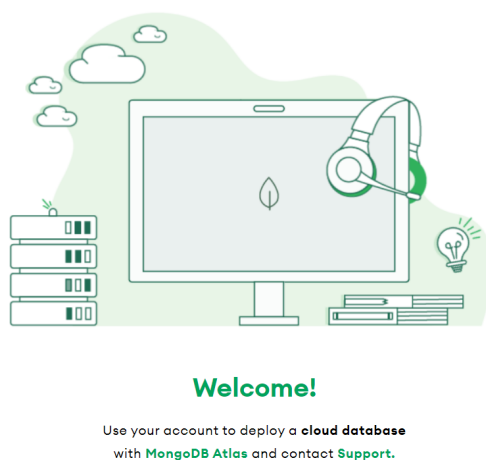 Welcome!
Use your account to deploy a cloud database
with MongoDB Atlas and contact Support.